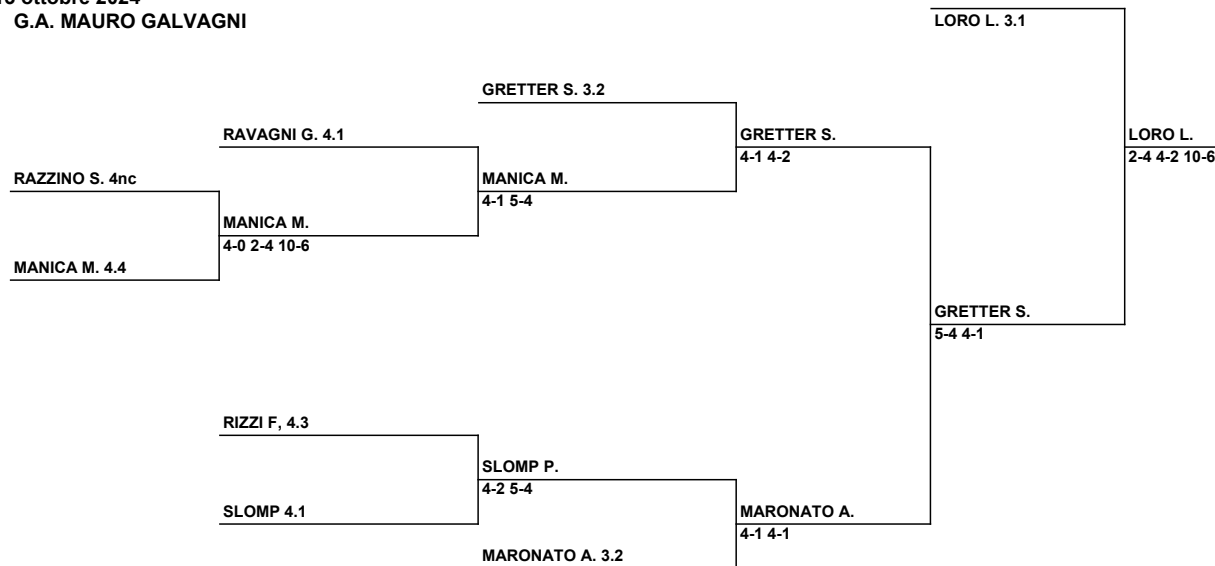 ottobre 2024
G.A. MAURO GALVAGNI
LORO L. 3.1
GRETTER S. 3.2
RAVAGNI G. 4.1
GRETTER S.
LORO L.
4-1 4-2
2-4 4-2 10-6
RAZZINO S. 4nc
MANICA M.
4-1 5-4
MANICA M.
4-0 2-4 10-6
MANICA M. 4.4
GRETTER S.
5-4 4-1
RIZZI F, 4.3
SLOMP P.
4-2 5-4
SLOMP 4.1
MARONATO A.
4-1 4-1
MARONATO A. 3.2